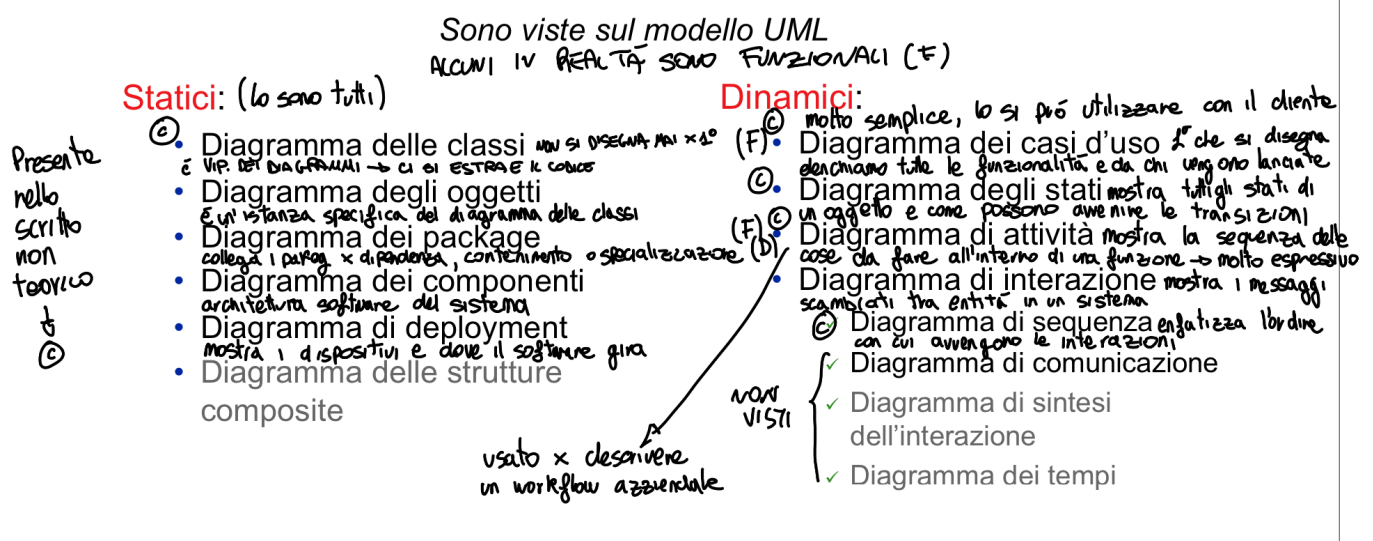 Sono viste sul modello UML
ALCUNI IN REALTÁ SONO FUNZIONALI (F)
Statici: (lo sono tutti)
© • Diagramma delle classi NON SI DISEGNA MAI x 1°
É VIP. DEI DIAGRAMMI → CI SI ESTRAE IL CODICE
• Diagramma degli oggetti
É un'istanza specifica del diagramma delle classi
• Diagramma dei package
collega i packag x dipendenza, contenimento o specializzazione
• Diagramma dei componenti
architettura software del sistema
• Diagramma di deployment
mostra i dispositivi e dove il software gira
• Diagramma delle strutture
composite
Presente
nello
scritto
non
teorico
↓
©
Dinamici:
© molto semplice, lo si puó utilizzare con il cliente
(F) • Diagramma dei casi d'uso 1° che si disegna
elenchiamo tutte le funzionalitá e da chi vengono lanciate
© • Diagramma degli stati mostra tutti gli stati di
un oggetto e come possono avvenire le transizioni
(F) © • Diagramma di attività mostra la sequenza delle
(D) cose da fare all'interno di una funzione → molto espressivo
• Diagramma di interazione mostra i messaggi
scambiati tra entitá in un sistema
© ✓ Diagramma di sequenza enfatizza l'ordine
con cui avvengono le interazioni
✓ Diagramma di comunicazione
✓ Diagramma di sintesi
dell'interazione
✓ Diagramma dei tempi
NON
VISTI
usato x descrivere
un workflow azziendale